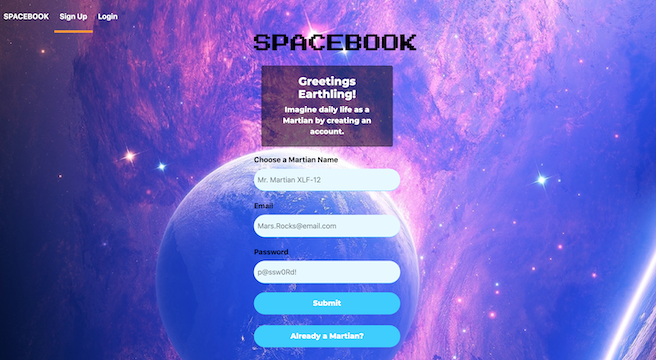 SPACEBOOK Sign Up Login
SPACEBOOK
Greetings
Earthling!
Imagine daily life as a
Martian by creating an
account.
Choose a Martian Name
Mr. Martian XLF-12
Email
Mars.Rocks@email.com
Password
p@ssw0Rd!
Submit
Already a Martian?